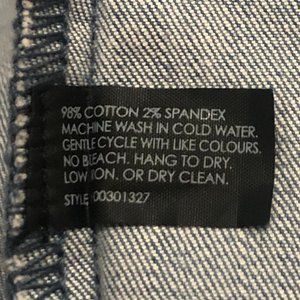 98% COTTON 2% SPANDEX
MACHINE WASH IN COLD WATER.
GENTLE CYCLE WITH LIKE COLOURS.
NO BLEACH. HANG TO DRY.
LOW IRON. OR DRY CLEAN.
STYLE: 00301327